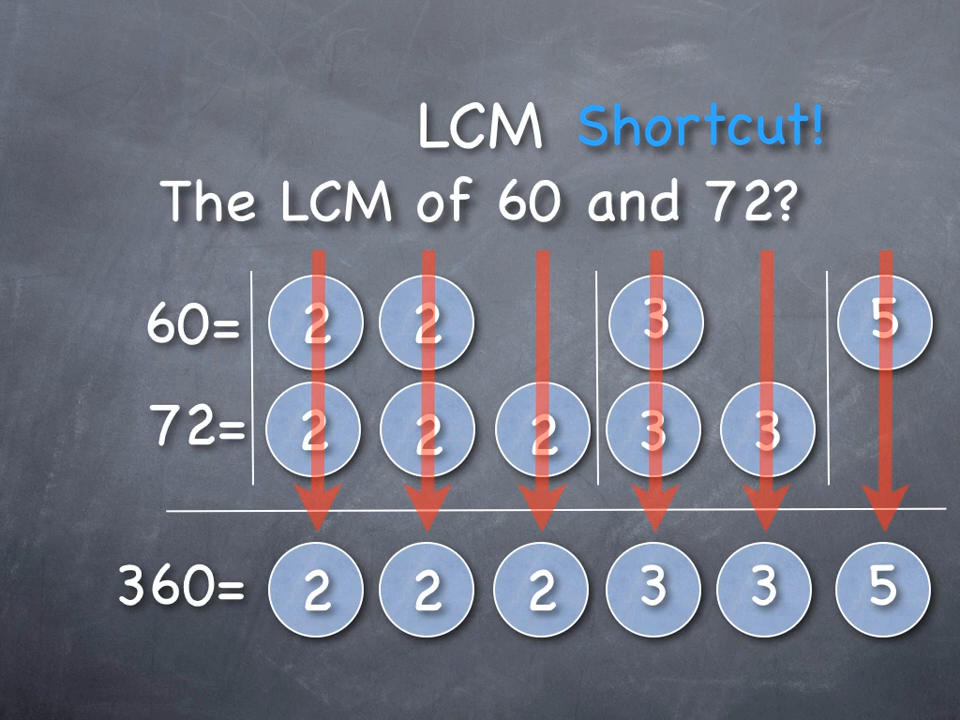 LCM Shortcut!
The LCM of 60 and 72?
60= 2 2 3 5
72= 2 2 2 3 3
360= 2 2 2 3 3 5